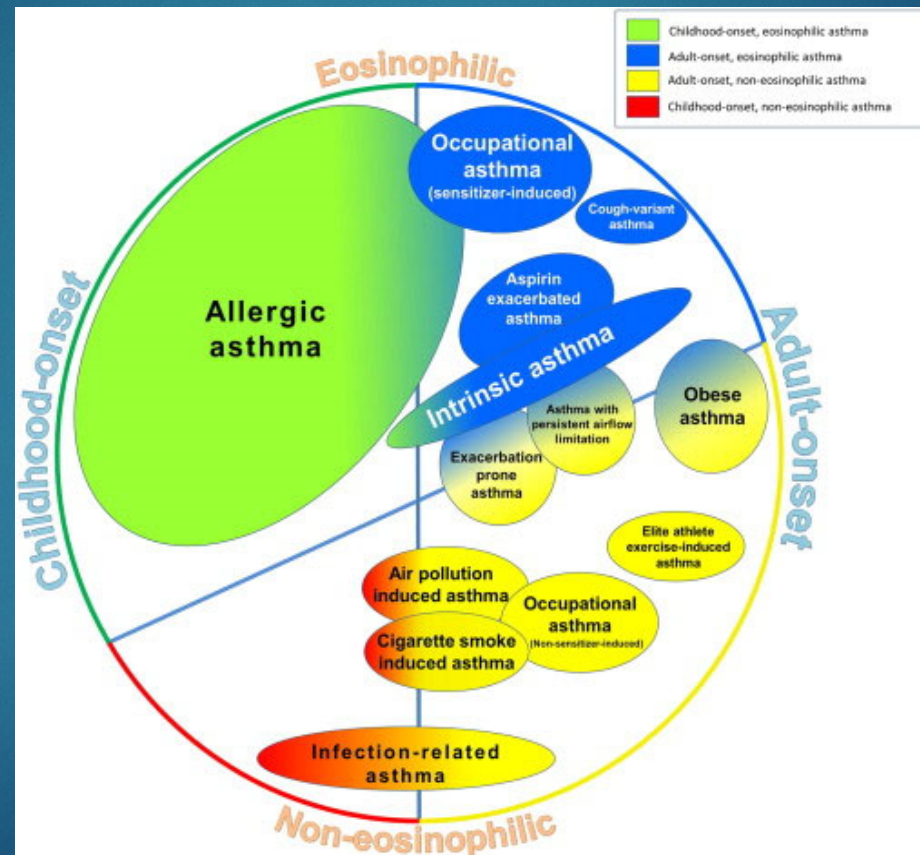 Childhood-onset, eosinophilic asthma
Adult-onset, eosinophilic asthma
Adult-onset, non-eosinophilic asthma
Childhood-onset, non-eosinophilic asthma
Eosinophilic
Occupational
asthma
(sensitizer-induced)
Cough-variant
asthma
Childhood-onset
Allergic
asthma
Aspirin
exacerbated
asthma
Intrinsic asthma
Adult-onset
Obese
asthma
Asthma with
persistent airflow
limitation
Exacerbation
prone
asthma
Elite athlete
exercise-induced
asthma
Air pollution
induced asthma
Occupational
asthma
(Non-sensitizer-induced)
Cigarette smoke
induced asthma
Infection-related
asthma
Non-eosinophilic